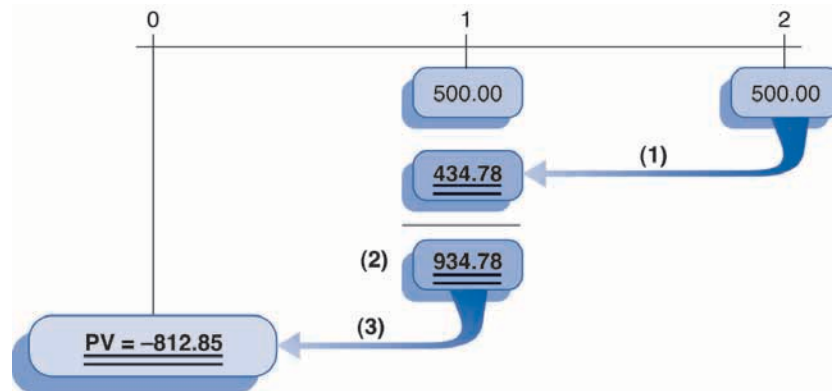 0 1 2
500.00 500.00
(1)
434.78
(2) 934.78
(3)
PV = –812.85